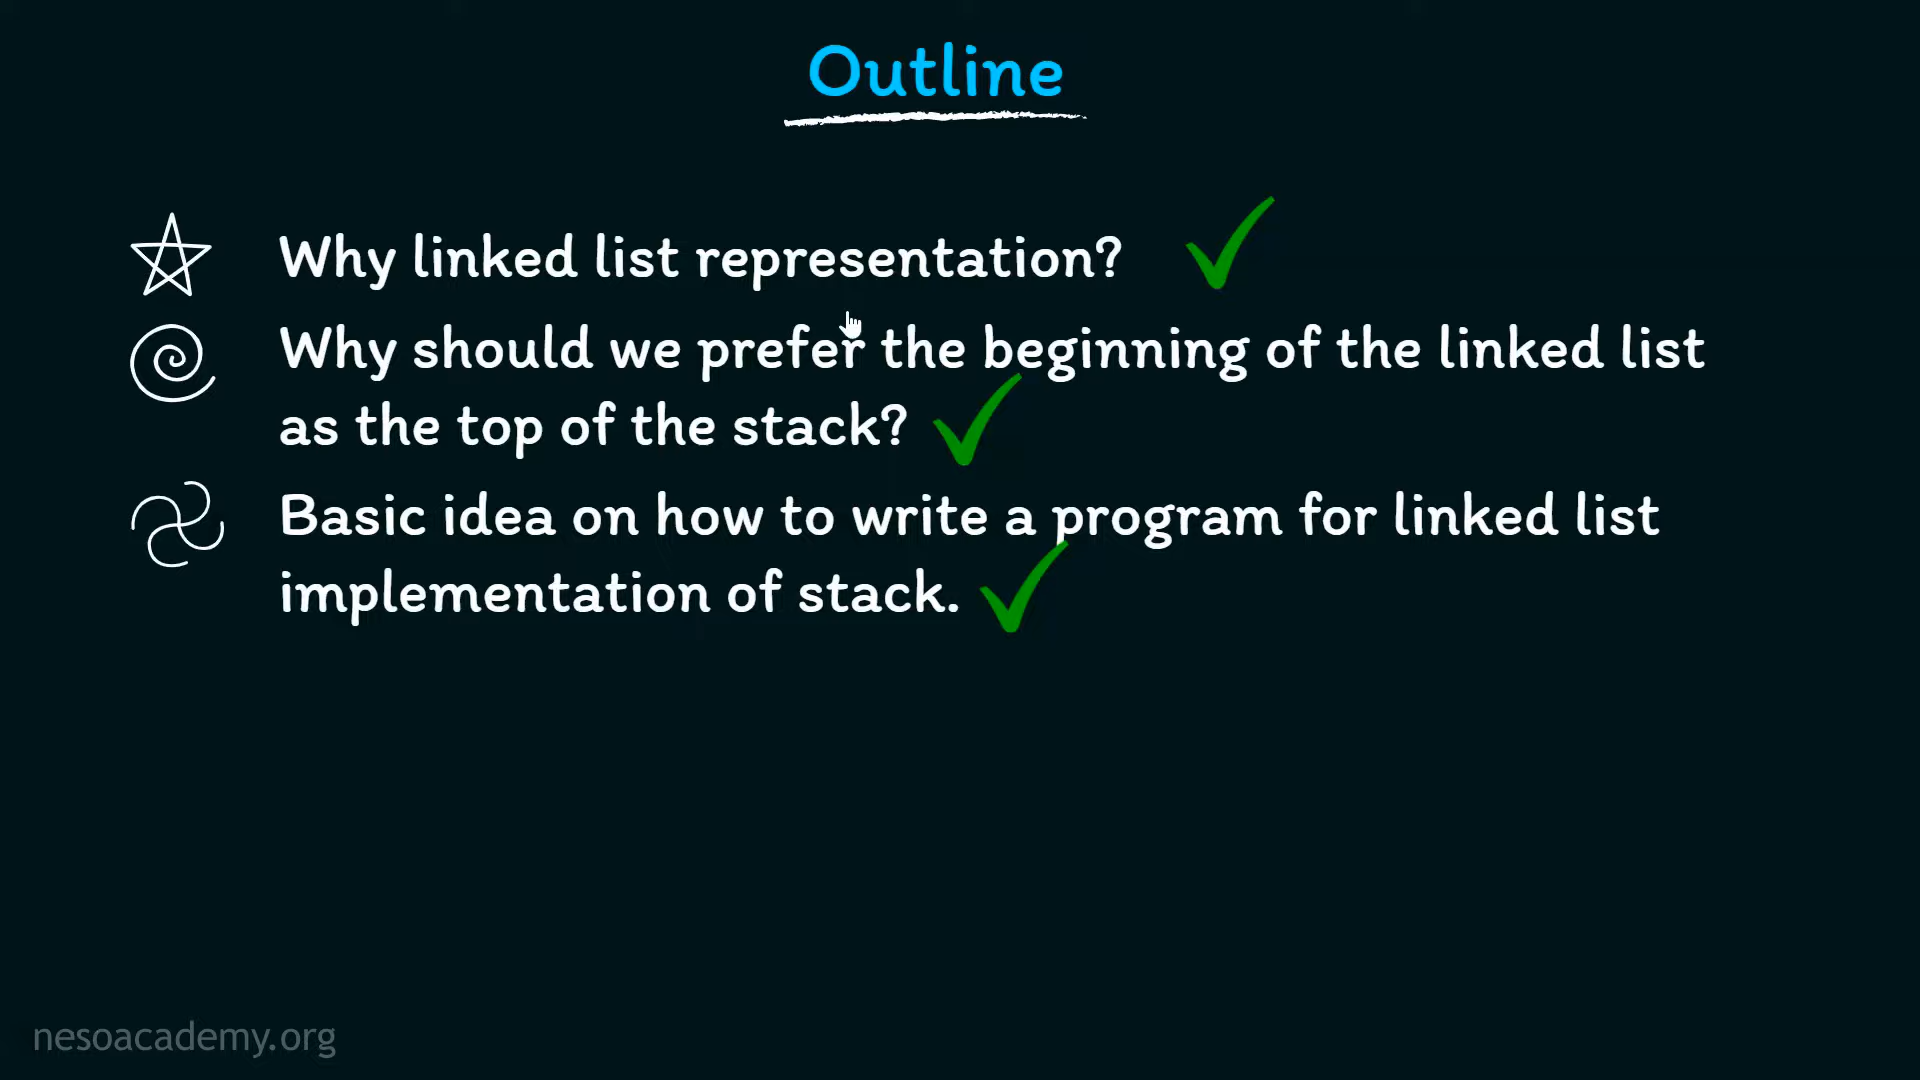 Outline
Why linked list representation?
Why should we prefer the beginning of the linked list
as the top of the stack?
Basic idea on how to write a program for linked list
implementation of stack.
nesoacademy.org